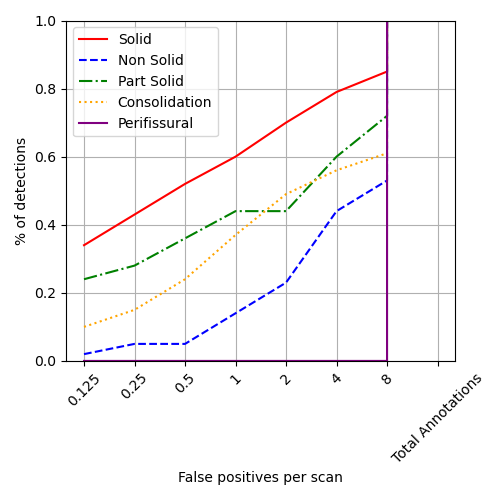 1.0
0.8
0.6
0.4
0.2
0.0
% of detections
Solid
Non Solid
Part Solid
Consolidation
Perifissural
0.125
0.25
0.5
1
2
4
8
Total Annotations
False positives per scan